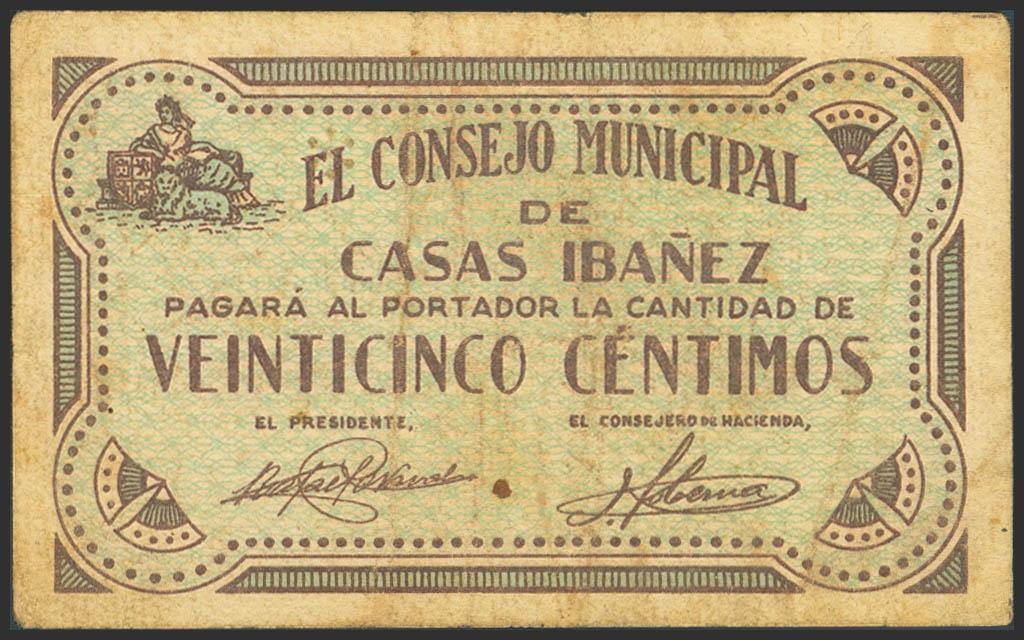 EL CONSEJO MUNICIPAL
DE
CASAS IBAÑEZ
PAGARÁ AL PORTADOR LA CANTIDAD DE
VEINTICINCO CÉNTIMOS
EL PRESIDENTE, EL CONSEJERO DE HACIENDA,